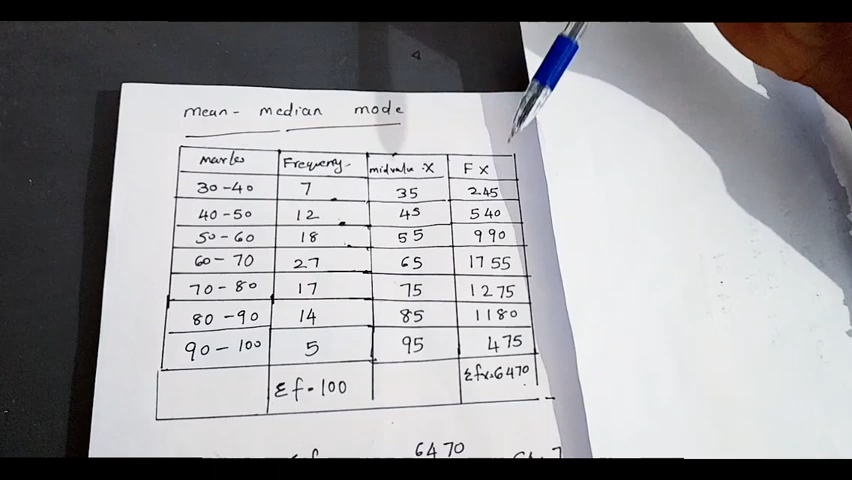 mean - median mode
marks Frequency midvalu X F X
30-40 7 35 245
40-50 12 45 540
50-60 18 55 990
60-70 27 65 1755
70-80 17 75 1275
80-90 14 85 1180
90-100 5 95 475
Σf = 100 Σfx=6470
6470